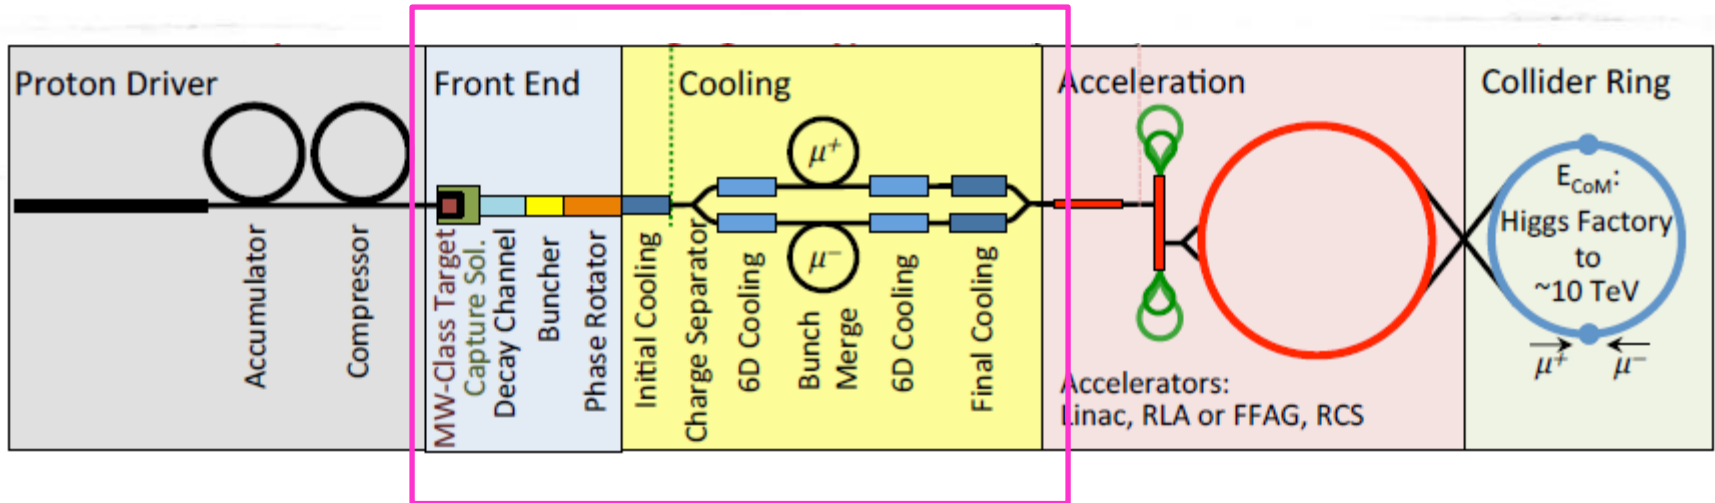 Proton Driver
Accumulator
Compressor
Front End
MW-Class Target
Capture Sol.
Decay Channel
Buncher
Phase Rotator
Cooling
μ+
μ−
Initial Cooling
Charge Separator
6D Cooling
Bunch
Merge
6D Cooling
Final Cooling
Acceleration
Accelerators:
Linac, RLA or FFAG, RCS
Collider Ring
ECoM:
Higgs Factory
to
~10 TeV
μ+ μ−